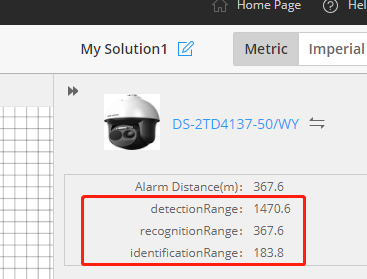 Home Page Hel
My Solution1 Metric Imperial
DS-2TD4137-50/WY
Alarm Distance(m): 367.6
detectionRange: 1470.6
recognitionRange: 367.6
identificationRange: 183.8